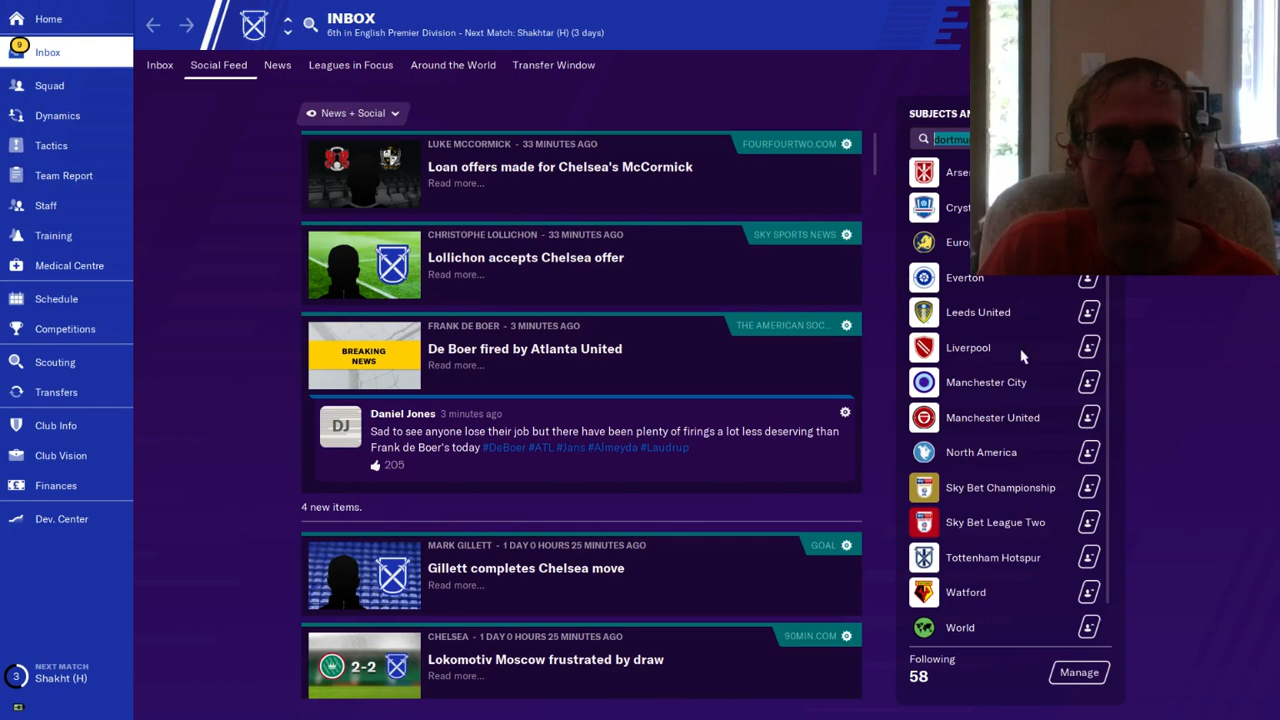 Home
9
Inbox
Squad
Dynamics
Tactics
Team Report
Staff
Training
Medical Centre
Schedule
Competitions
Scouting
Transfers
Club Info
Club Vision
Finances
Dev. Center
3
NEXT MATCH
Shakht (H)
INBOX
6th in English Premier Division - Next Match: Shakhtar (H) (3 days)
Inbox
Social Feed
News
Leagues in Focus
Around the World
Transfer Window
News + Social
LUKE MCCORMICK - 33 MINUTES AGO
FOURFOURTWO.COM
Loan offers made for Chelsea's McCormick
Read more...
CHRISTOPHE LOLLICHON - 33 MINUTES AGO
SKY SPORTS NEWS
Lollichon accepts Chelsea offer
Read more...
BREAKING
NEWS
FRANK DE BOER - 3 MINUTES AGO
THE AMERICAN SOC...
De Boer fired by Atlanta United
Read more...
DJ
Daniel Jones 3 minutes ago
Sad to see anyone lose their job but there have been plenty of firings a lot less deserving than
Frank de Boer's today #DeBoer #ATL #Jans #Almeyda #Laudrup
205
4 new items.
MARK GILLETT - 1 DAY 0 HOURS 25 MINUTES AGO
GOAL
Gillett completes Chelsea move
Read more...
2-2
CHELSEA - 1 DAY 0 HOURS 25 MINUTES AGO
90MIN.COM
Lokomotiv Moscow frustrated by draw
Read more...
SUBJECTS AN
dortmu
Arse
Cryst
Euro
Everton
Leeds United
Liverpool
Manchester City
Manchester United
North America
Sky Bet Championship
Sky Bet League Two
Tottenham Hotspur
Watford
World
Following
58
Manage